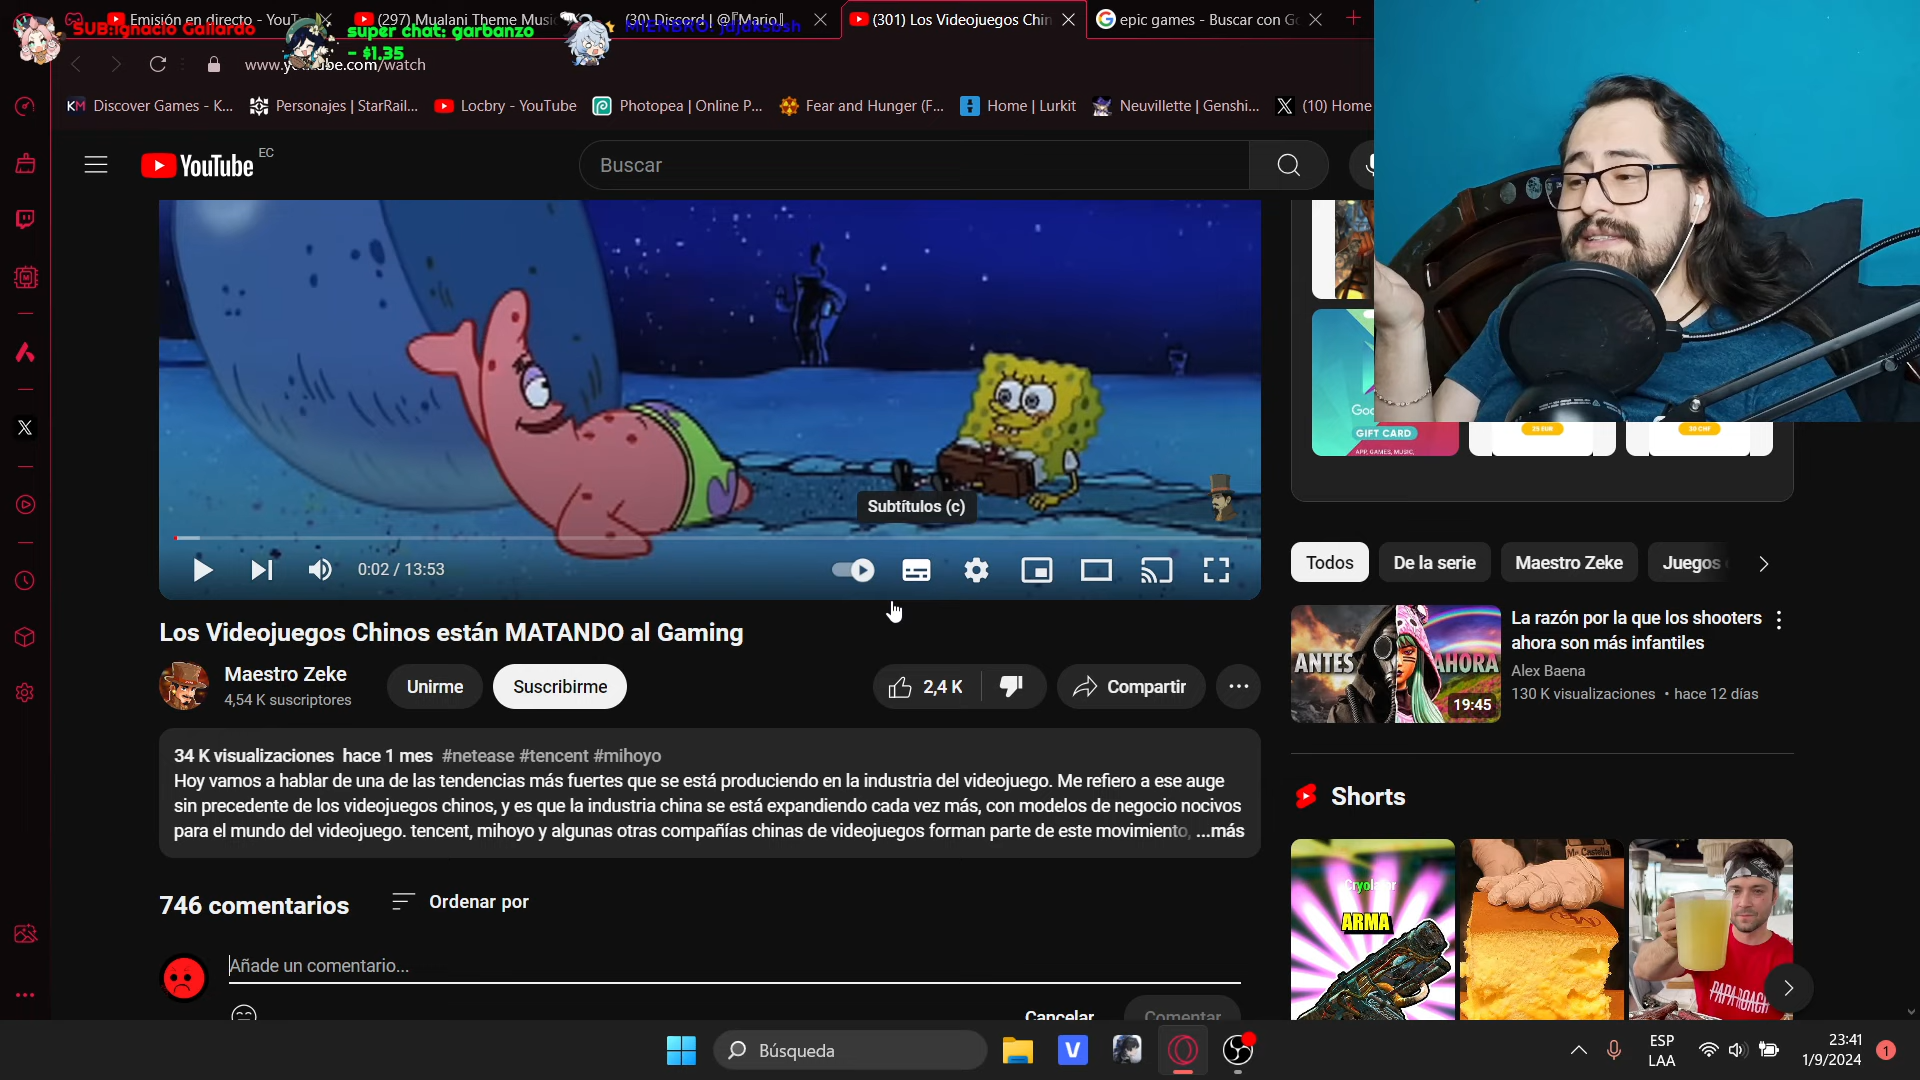 SUB:Ignacio Gallardo
super chat: garbanzo
- $1,35
MIENBRO: jdjdksbsh
Emisión en directo - YouT
(297) Mualani Theme Music
(30) Discord | @『Mario』
(301) Los Videojuegos Chin
epic games - Buscar con Go
www.youtube.com/watch
KM Discover Games - K...
Personajes | StarRail...
Locbry - YouTube
Photopea | Online P...
Fear and Hunger (F...
Home | Lurkit
Neuvillette | Genshi...
(10) Home
YouTube EC
Buscar
Subtítulos (c)
0:02 / 13:53
GIFT CARD
APP, GAMES, MUSIC,
25 EUR
30 CHF
Los Videojuegos Chinos están MATANDO al Gaming
Maestro Zeke
4,54 K suscriptores
Unirme
Suscribirme
2,4 K
Compartir
34 K visualizaciones hace 1 mes #netease #tencent #mihoyo
Hoy vamos a hablar de una de las tendencias más fuertes que se está produciendo en la industria del videojuego. Me refiero a ese auge
sin precedente de los videojuegos chinos, y es que la industria china se está expandiendo cada vez más, con modelos de negocio nocivos
para el mundo del videojuego. tencent, mihoyo y algunas otras compañías chinas de videojuegos forman parte de este movimiento, ...más
746 comentarios
Ordenar por
Añade un comentario...
Cancelar
Comentar
Todos
De la serie
Maestro Zeke
Juegos
ANTES
AHORA
19:45
La razón por la que los shooters
ahora son más infantiles
Alex Baena
130 K visualizaciones • hace 12 días
Shorts
ARMA
Mr. Castella
PAPA ROACH
Búsqueda
ESP
LAA
23:41
1/9/2024
1